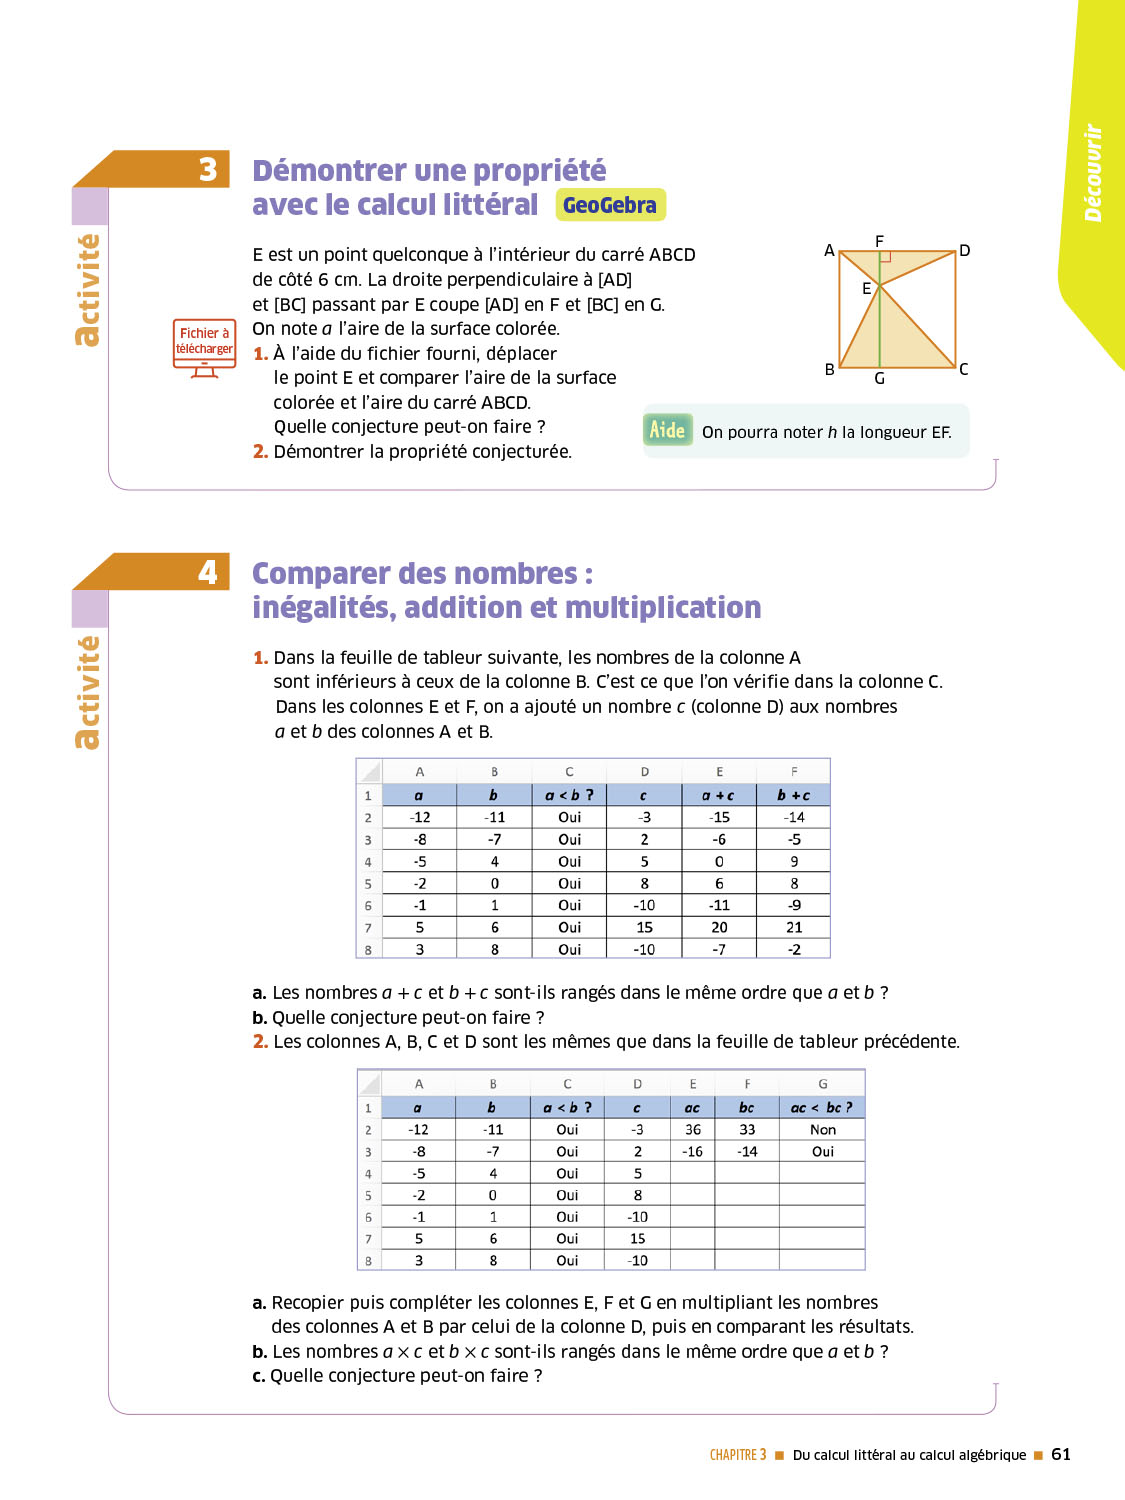 Découvrir
activité
3
Démontrer une propriété
avec le calcul littéral GeoGebra
E est un point quelconque à l'intérieur du carré ABCD
de côté 6 cm. La droite perpendiculaire à [AD]
et [BC] passant par E coupe [AD] en F et [BC] en G.
On note a l'aire de la surface colorée.
Fichier à
télécharger
1. À l'aide du fichier fourni, déplacer
le point E et comparer l'aire de la surface
colorée et l'aire du carré ABCD.
Quelle conjecture peut-on faire ?
2. Démontrer la propriété conjecturée.
A F D
E
B G C
Aide On pourra noter h la longueur EF.
activité
4
Comparer des nombres :
inégalités, addition et multiplication
1. Dans la feuille de tableur suivante, les nombres de la colonne A
sont inférieurs à ceux de la colonne B. C'est ce que l'on vérifie dans la colonne C.
Dans les colonnes E et F, on a ajouté un nombre c (colonne D) aux nombres
a et b des colonnes A et B.
A B C D E F
1 a b a < b ? c a + c b + c
2 -12 -11 Oui -3 -15 -14
3 -8 -7 Oui 2 -6 -5
4 -5 4 Oui 5 0 9
5 -2 0 Oui 8 6 8
6 -1 1 Oui -10 -11 -9
7 5 6 Oui 15 20 21
8 3 8 Oui -10 -7 -2
a. Les nombres a + c et b + c sont-ils rangés dans le même ordre que a et b ?
b. Quelle conjecture peut-on faire ?
2. Les colonnes A, B, C et D sont les mêmes que dans la feuille de tableur précédente.
A B C D E F G
1 a b a < b ? c ac bc ac < bc ?
2 -12 -11 Oui -3 36 33 Non
3 -8 -7 Oui 2 -16 -14 Oui
4 -5 4 Oui 5
5 -2 0 Oui 8
6 -1 1 Oui -10
7 5 6 Oui 15
8 3 8 Oui -10
a. Recopier puis compléter les colonnes E, F et G en multipliant les nombres
des colonnes A et B par celui de la colonne D, puis en comparant les résultats.
b. Les nombres a × c et b × c sont-ils rangés dans le même ordre que a et b ?
c. Quelle conjecture peut-on faire ?
CHAPITRE 3 ■ Du calcul littéral au calcul algébrique ■ 61